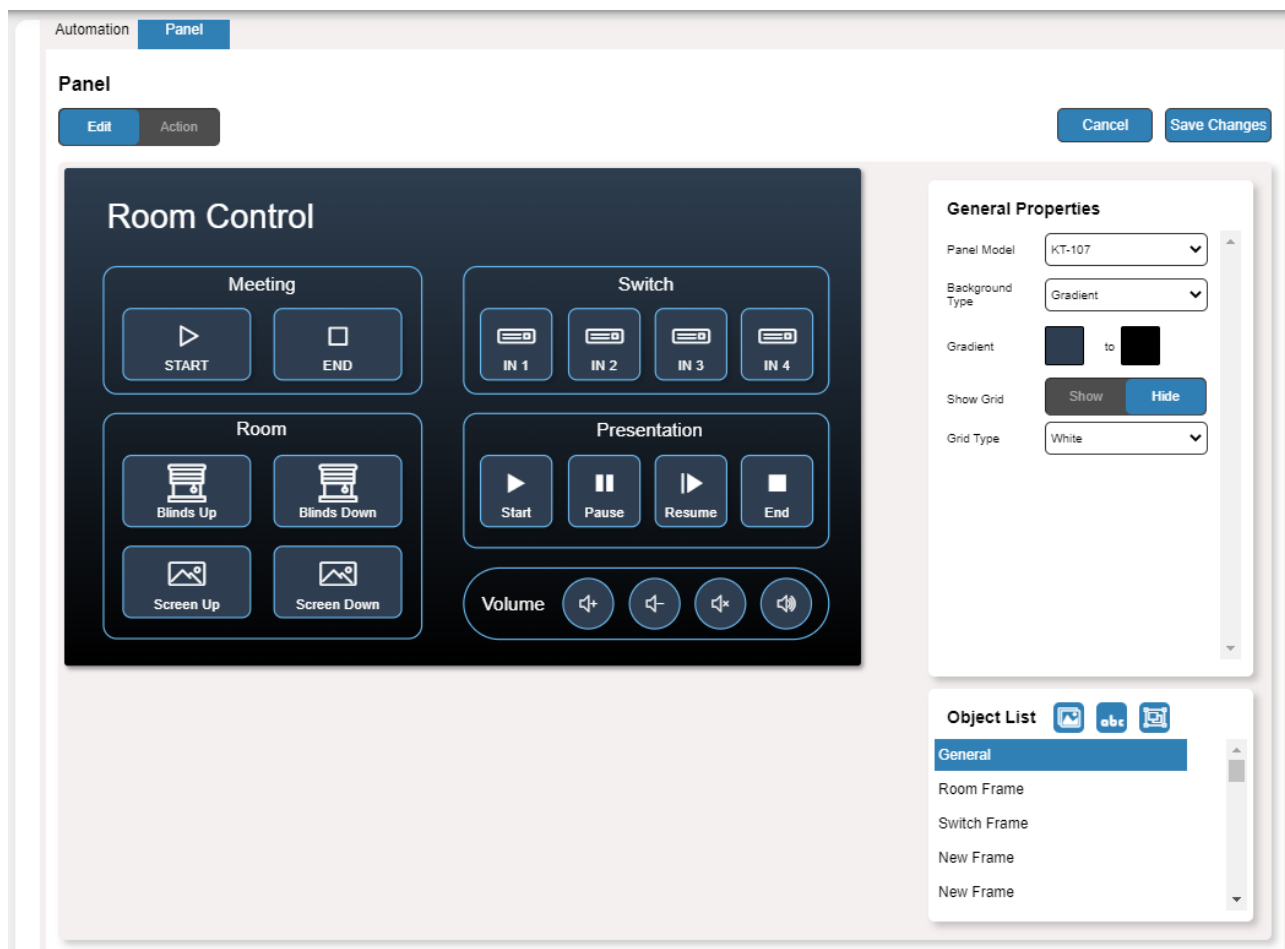 Automation Panel
Panel
Edit Action
Cancel Save Changes
Room Control
Meeting
START END
Switch
IN 1 IN 2 IN 3 IN 4
Room
Blinds Up Blinds Down
Screen Up Screen Down
Presentation
Start Pause Resume End
Volume
General Properties
Panel Model KT-107
Background
Type
Gradient
Gradient to
Show Grid Show Hide
Grid Type White
Object List abc
General
Room Frame
Switch Frame
New Frame
New Frame